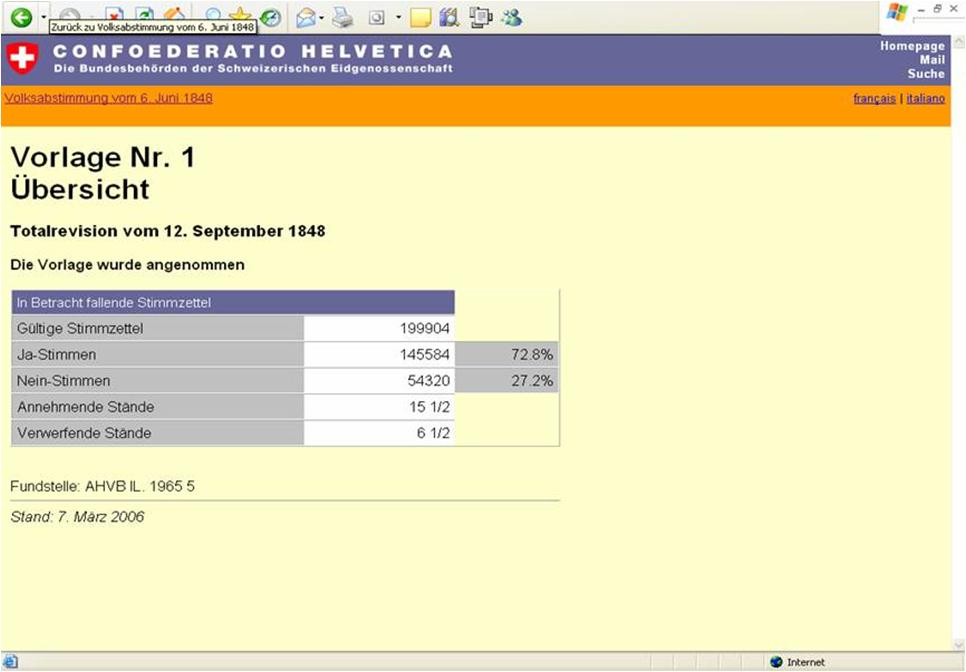 Zurück zu Volksabstimmung vom 6. Juni 1848
CONFOEDERATIO HELVETICA
Die Bundesbehörden der Schweizerischen Eidgenossenschaft
Homepage
Mail
Suche
Volksabstimmung vom 6. Juni 1848
français | italiano
Vorlage Nr. 1
Übersicht
Totalrevision vom 12. September 1848
Die Vorlage wurde angenommen
In Betracht fallende Stimmzettel
Gültige Stimmzettel 199904
Ja-Stimmen 145584 72.8%
Nein-Stimmen 54320 27.2%
Annehmende Stände 15 1/2
Verwerfende Stände 6 1/2
Fundstelle: AHVB IL. 1965 5
Stand: 7. März 2006
Internet